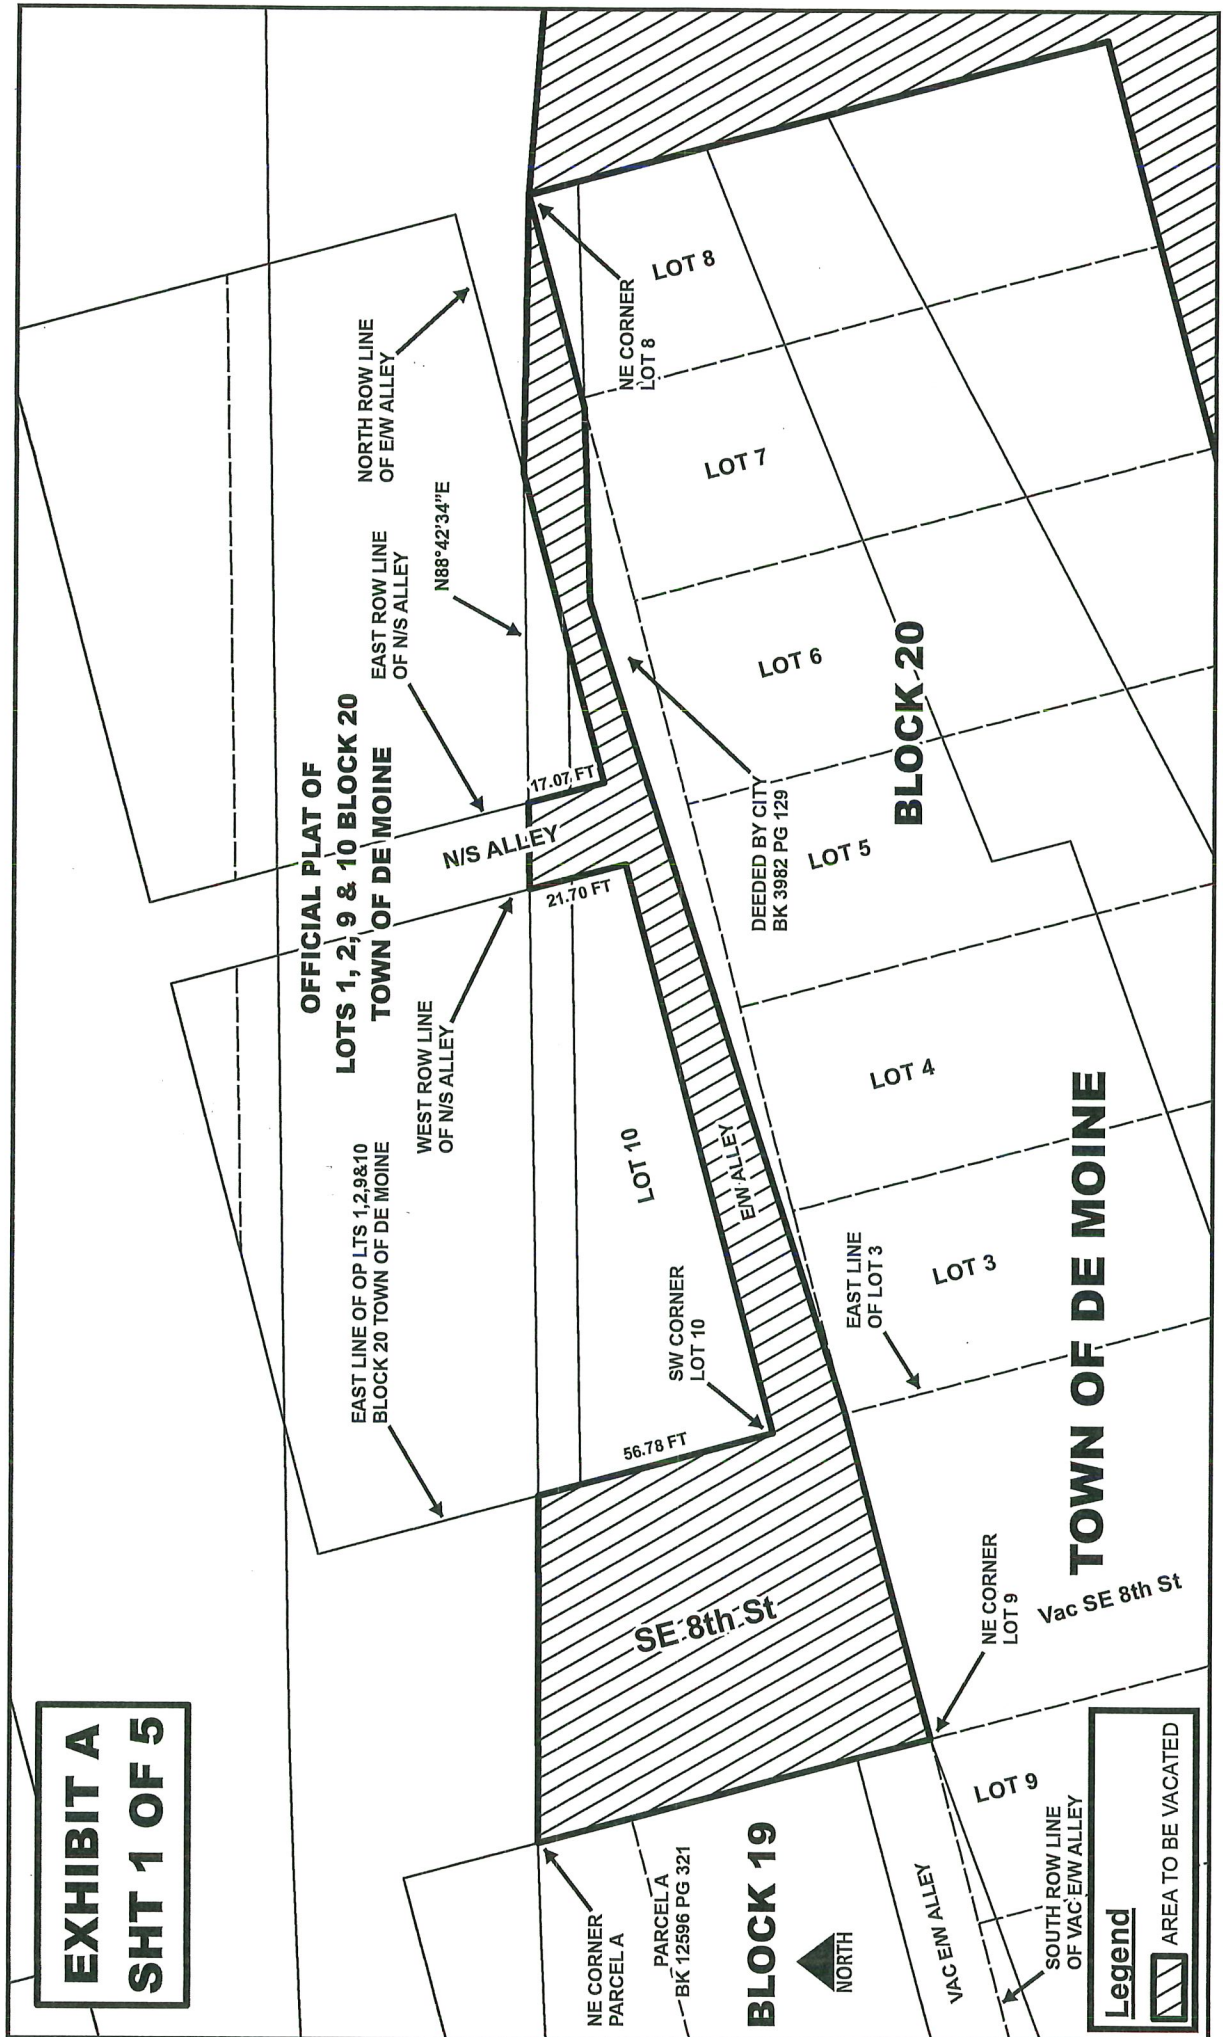 EXHIBIT A
SHT 1 OF 5
OFFICIAL PLAT OF
LOTS 1, 2, 9 & 10 BLOCK 20
TOWN OF DE MOINE
EAST LINE OF OP LTS 1,2,9&10
BLOCK 20 TOWN OF DE MOINE
WEST ROW LINE
OF N/S ALLEY
EAST ROW LINE
OF N/S ALLEY
NORTH ROW LINE
OF E/W ALLEY
N88°42'34"E
N/S ALLEY
17.07 FT
21.70 FT
56.78 FT
LOT 10
SW CORNER
LOT 10
E/W ALLEY
SE 8th St
NE CORNER
PARCEL A
PARCEL A
BK 12596 PG 321
BLOCK 19
NORTH
VAC E/W ALLEY
SOUTH ROW LINE
OF VAC E/W ALLEY
LOT 9
NE CORNER
LOT 9
Vac SE 8th St
EAST LINE
OF LOT 3
LOT 3
LOT 4
LOT 5
LOT 6
LOT 7
LOT 8
NE CORNER
LOT 8
DEEDED BY CITY
BK 3982 PG 129
BLOCK 20
TOWN OF DE MOINE
Legend
AREA TO BE VACATED